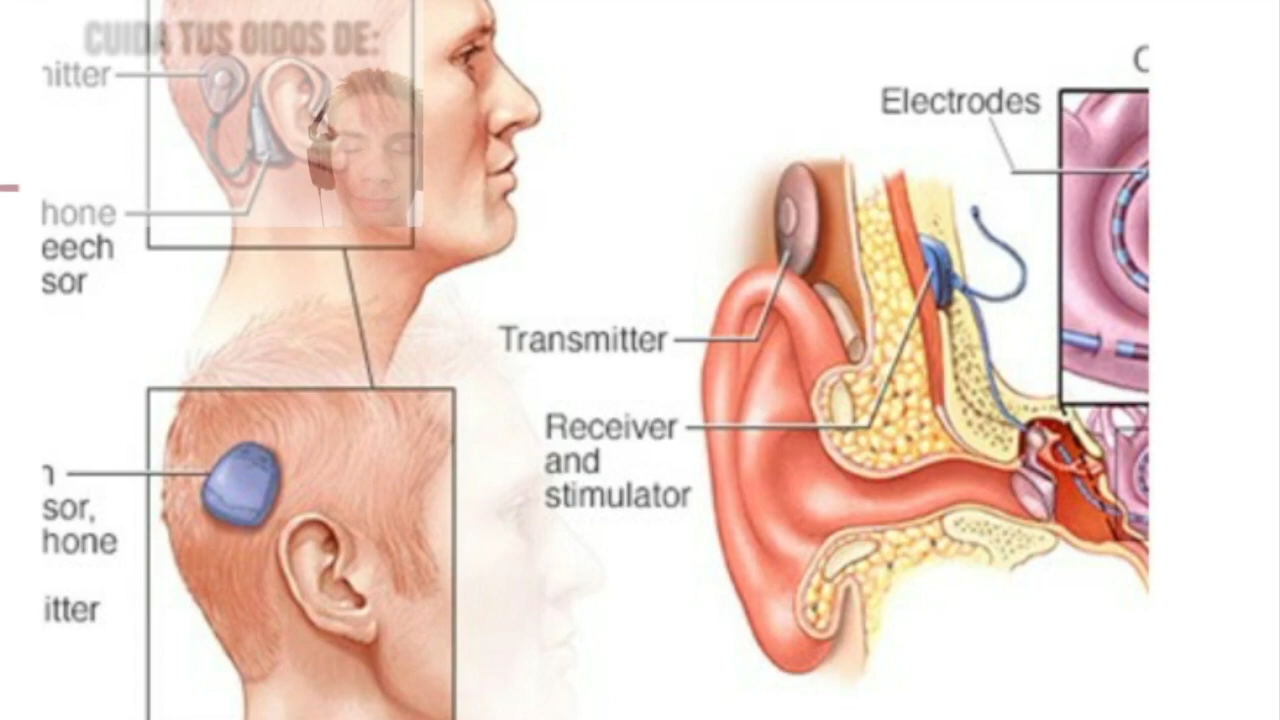 CUIDA TUS OIDOS DE:
nitter
hone
eech
sor
Electrodes
C
Transmitter
Receiver
and
stimulator
n
sor,
hone
itter